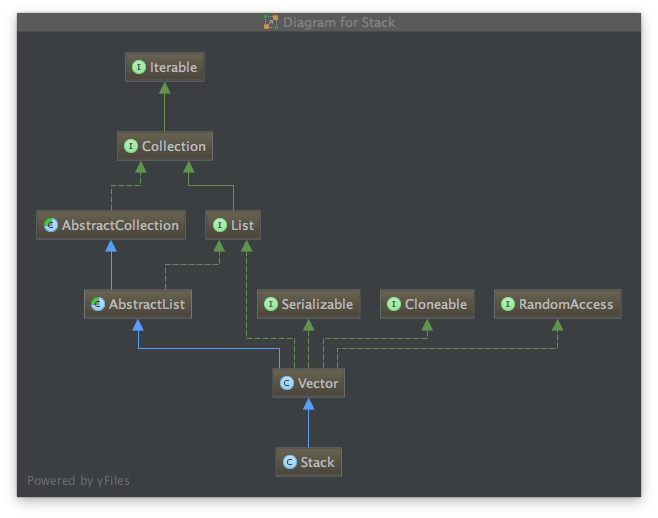 Diagram for Stack
I Iterable
I Collection
C AbstractCollection
I List
C AbstractList
I Serializable
I Cloneable
I RandomAccess
C Vector
C Stack
Powered by yFiles